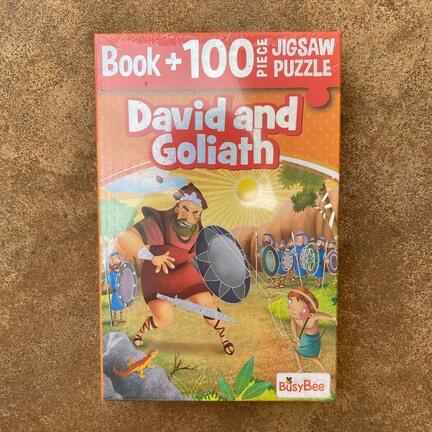 Book + 100 PIECE JIGSAW PUZZLE
David and
Goliath
BusyBee